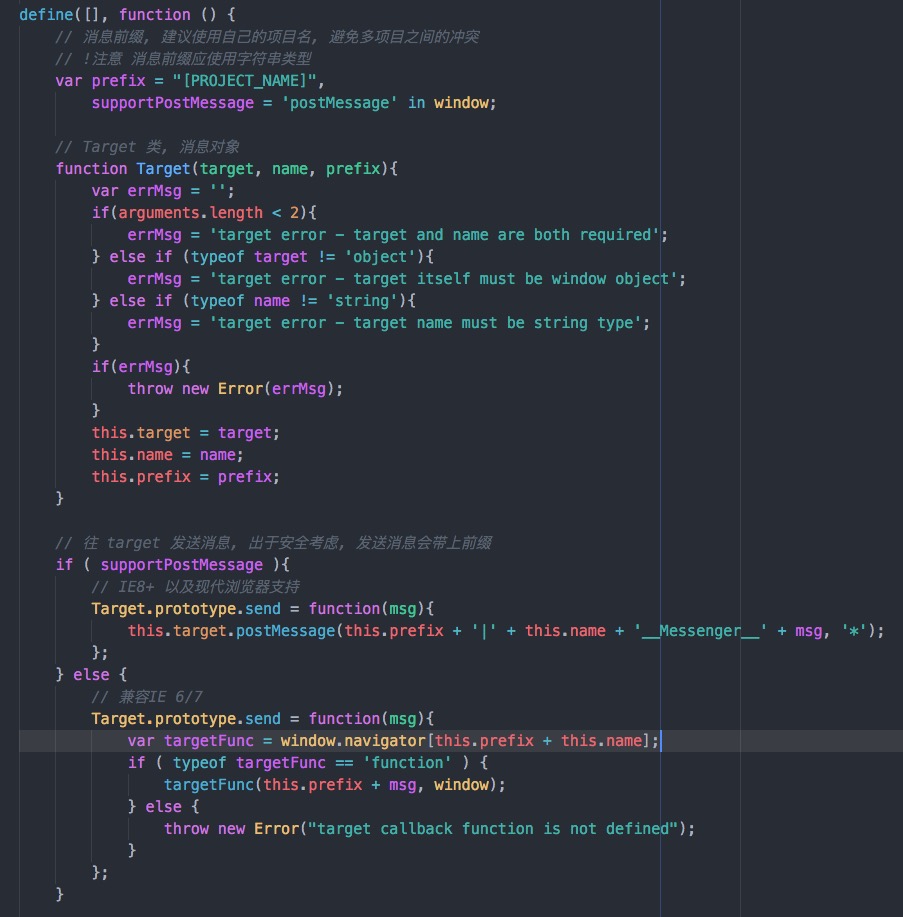 define([], function () {
    // 消息前缀, 建议使用自己的项目名, 避免多项目之间的冲突
    // !注意 消息前缀应使用字符串类型
    var prefix = "[PROJECT_NAME]",
        supportPostMessage = 'postMessage' in window;

    // Target 类, 消息对象
    function Target(target, name, prefix){
        var errMsg = '';
        if(arguments.length < 2){
            errMsg = 'target error - target and name are both required';
        } else if (typeof target != 'object'){
            errMsg = 'target error - target itself must be window object';
        } else if (typeof name != 'string'){
            errMsg = 'target error - target name must be string type';
        }
        if(errMsg){
            throw new Error(errMsg);
        }
        this.target = target;
        this.name = name;
        this.prefix = prefix;
    }

    // 往 target 发送消息, 出于安全考虑, 发送消息会带上前缀
    if ( supportPostMessage ){
        // IE8+ 以及现代浏览器支持
        Target.prototype.send = function(msg){
            this.target.postMessage(this.prefix + '|' + this.name + '__Messenger__' + msg, '*');
        };
    } else {
        // 兼容IE 6/7
        Target.prototype.send = function(msg){
            var targetFunc = window.navigator[this.prefix + this.name];
            if ( typeof targetFunc == 'function' ) {
                targetFunc(this.prefix + msg, window);
            } else {
                throw new Error("target callback function is not defined");
            }
        };
    }